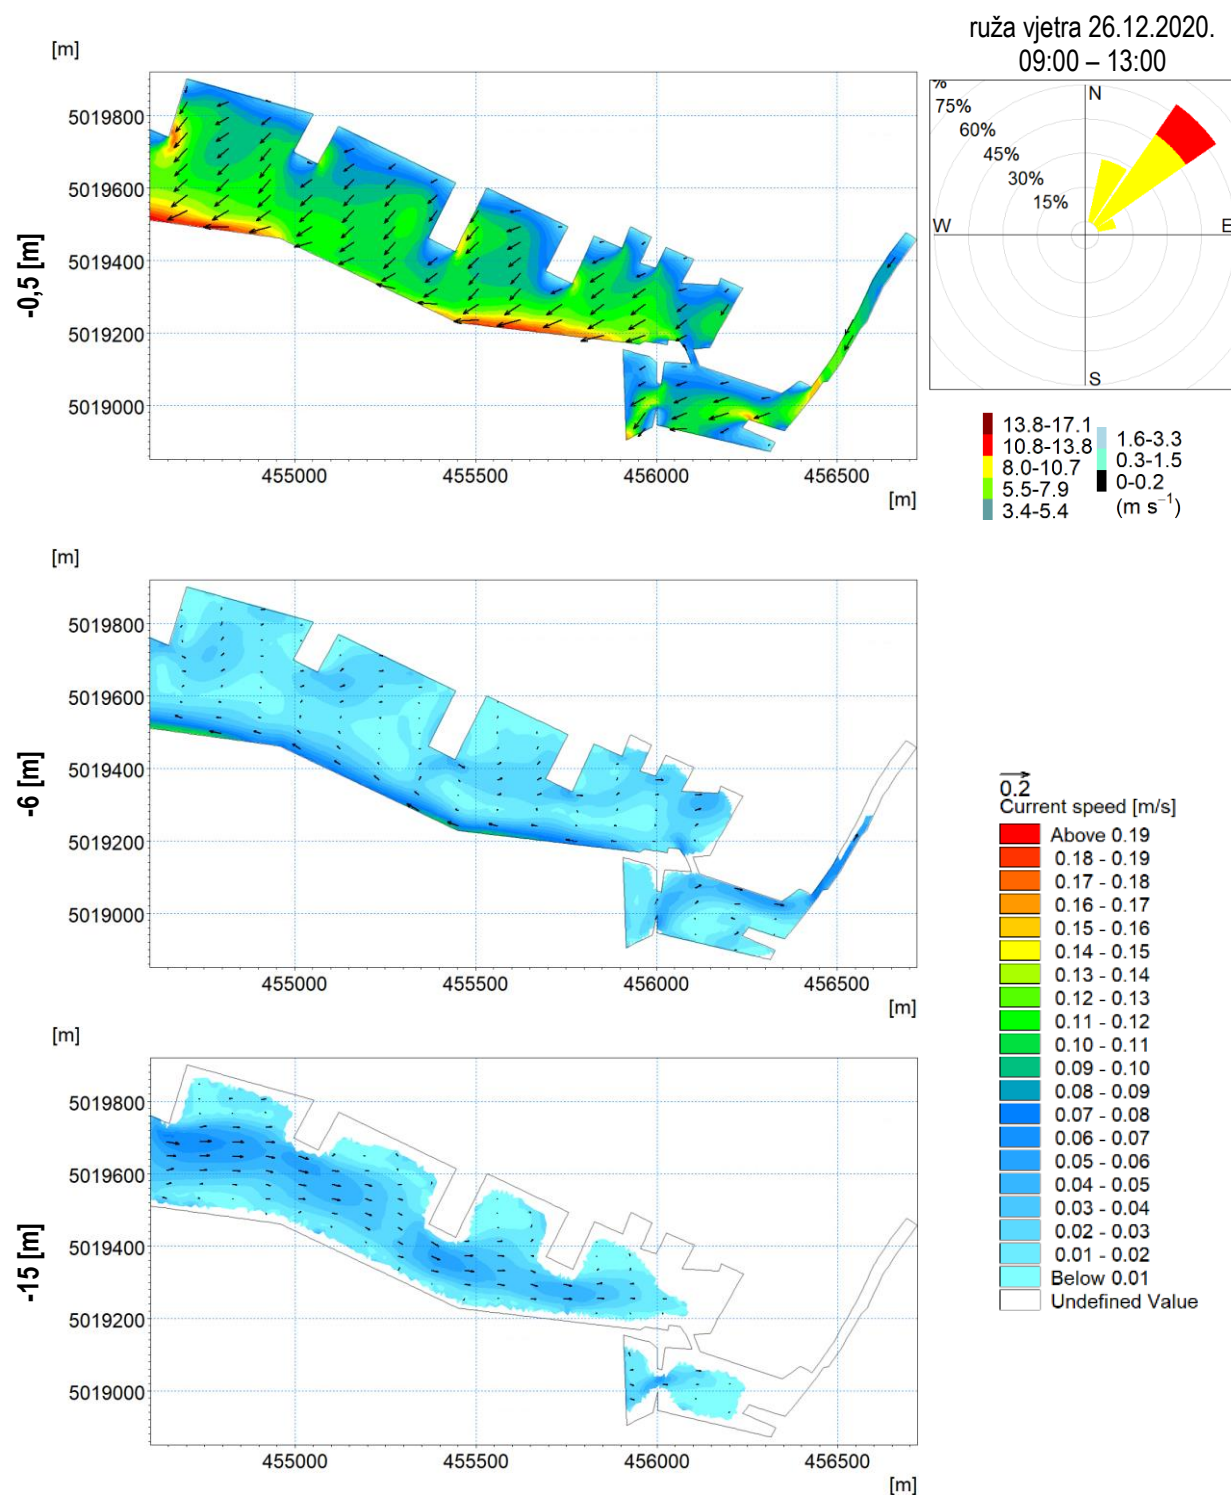 ruža vjetra 26.12.2020.
09:00 – 13:00
[m]
5019800
5019600
5019400
5019200
5019000
-0,5 [m]
455000
455500
456000
456500
[m]
%
75%
60%
45%
30%
15%
N
W
E
S
13.8-17.1
10.8-13.8
8.0-10.7
5.5-7.9
3.4-5.4
1.6-3.3
0.3-1.5
0-0.2
(m s⁻¹)
[m]
5019800
5019600
5019400
5019200
5019000
-6 [m]
455000
455500
456000
456500
[m]
0.2
Current speed [m/s]
Above 0.19
0.18 - 0.19
0.17 - 0.18
0.16 - 0.17
0.15 - 0.16
0.14 - 0.15
0.13 - 0.14
0.12 - 0.13
0.11 - 0.12
0.10 - 0.11
0.09 - 0.10
0.08 - 0.09
0.07 - 0.08
0.06 - 0.07
0.05 - 0.06
0.04 - 0.05
0.03 - 0.04
0.02 - 0.03
0.01 - 0.02
Below 0.01
Undefined Value
[m]
5019800
5019600
5019400
5019200
5019000
-15 [m]
455000
455500
456000
456500
[m]